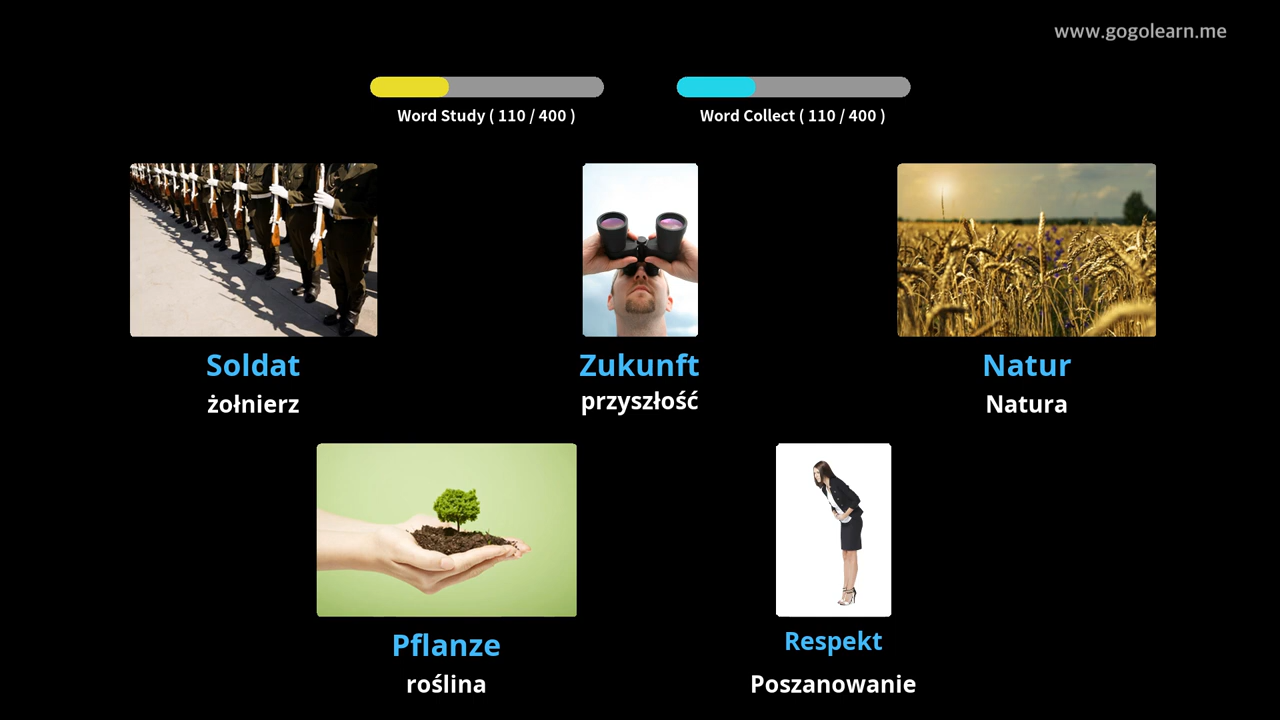 www.gogolearn.me
Word Study ( 110 / 400 )
Word Collect ( 110 / 400 )
Soldat
żołnierz
Zukunft
przyszłość
Natur
Natura
Pflanze
roślina
Respekt
Poszanowanie